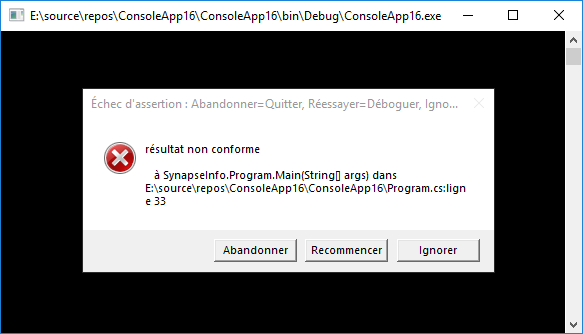 E:\source\repos\ConsoleApp16\ConsoleApp16\bin\Debug\ConsoleApp16.exe
Échec d'assertion : Abandonner=Quitter, Réessayer=Déboguer, Igno...
résultat non conforme
à SynapseInfo.Program.Main(String[] args) dans
E:\source\repos\ConsoleApp16\ConsoleApp16\Program.cs:lign
e 33
Abandonner
Recommencer
Ignorer